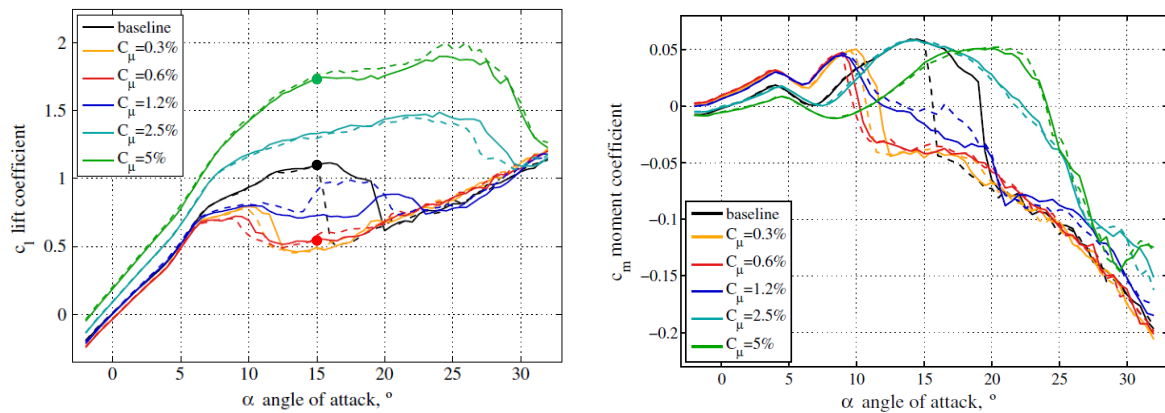 baseline
C_μ=0.3%
C_μ=0.6%
C_μ=1.2%
C_μ=2.5%
C_μ=5%
2
1.5
1
0.5
0
c_l lift coefficient
0 5 10 15 20 25 30
α angle of attack, º
0.05
0
-0.05
-0.1
-0.15
-0.2
c_m moment coefficient
baseline
C_μ=0.3%
C_μ=0.6%
C_μ=1.2%
C_μ=2.5%
C_μ=5%
0 5 10 15 20 25 30
α angle of attack, º